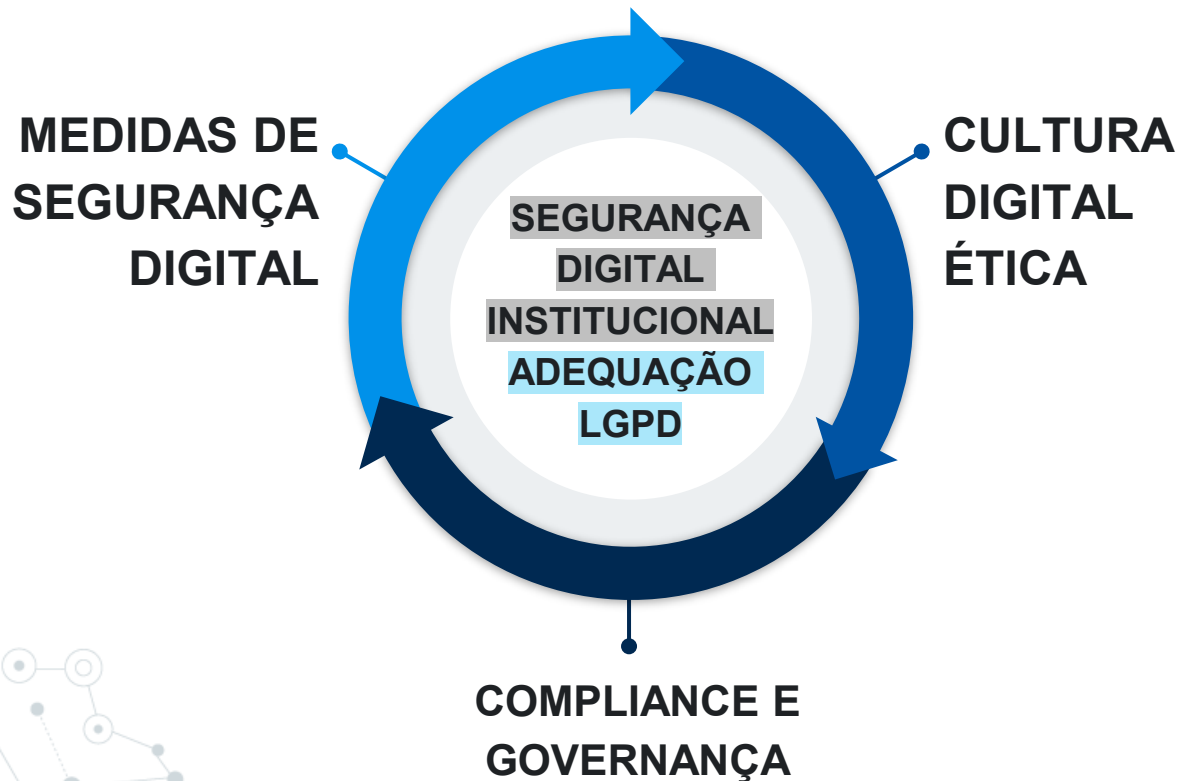 MEDIDAS DE
SEGURANÇA
DIGITAL
CULTURA
DIGITAL
ÉTICA
SEGURANÇA
DIGITAL
INSTITUCIONAL
ADEQUAÇÃO
LGPD
COMPLIANCE E
GOVERNANÇA